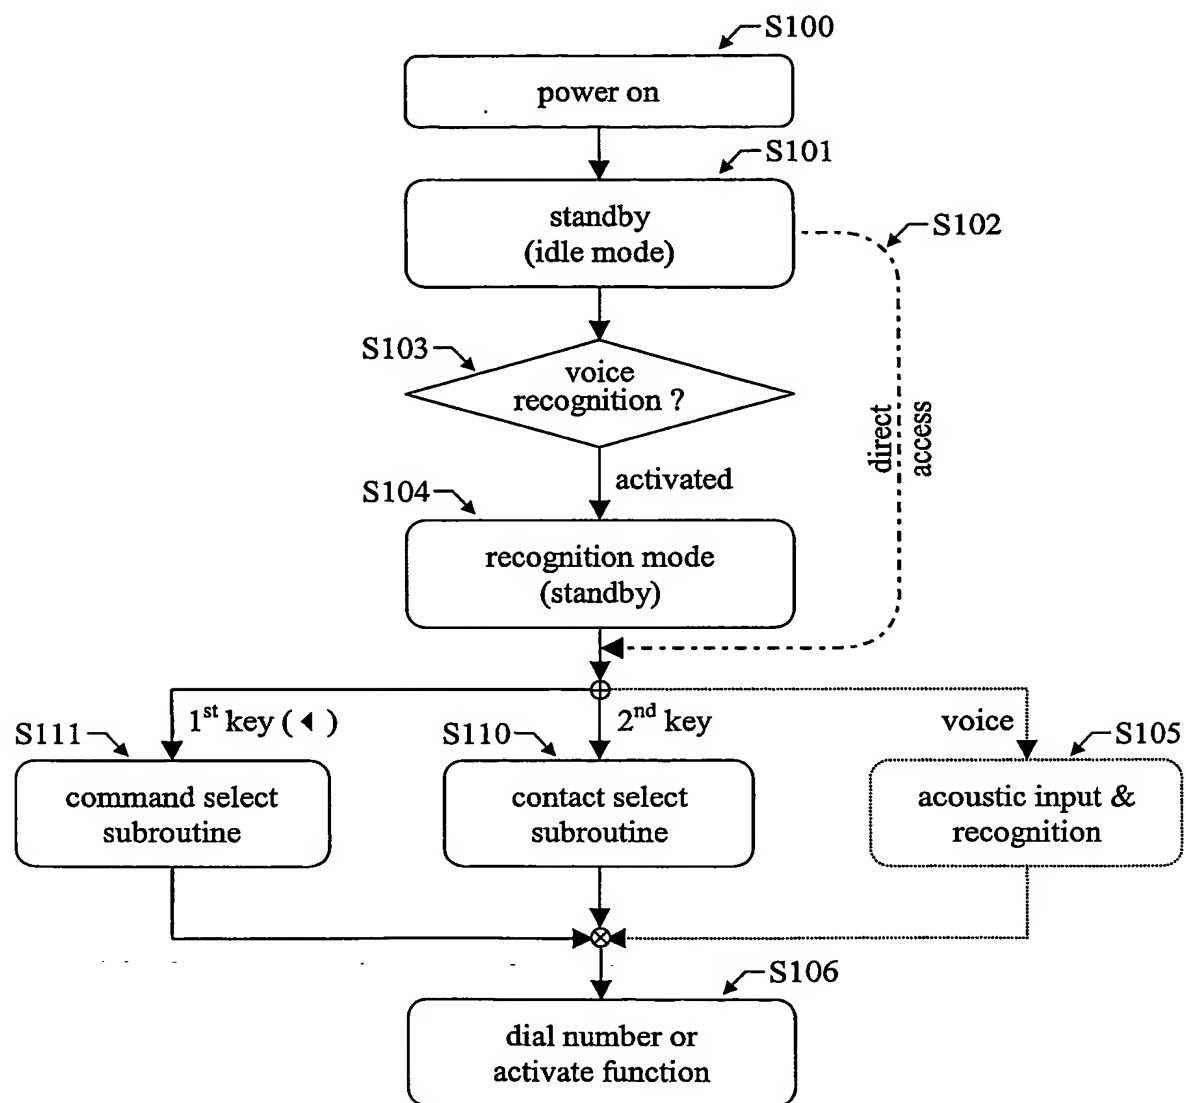 S100
power on
S101
standby
(idle mode)
S102
S103
voice
recognition ?
direct
access
activated
S104
recognition mode
(standby)
1st key (◀)
2nd key
voice
S111
S110
S105
command select
subroutine
contact select
subroutine
acoustic input &
recognition
S106
dial number or
activate function